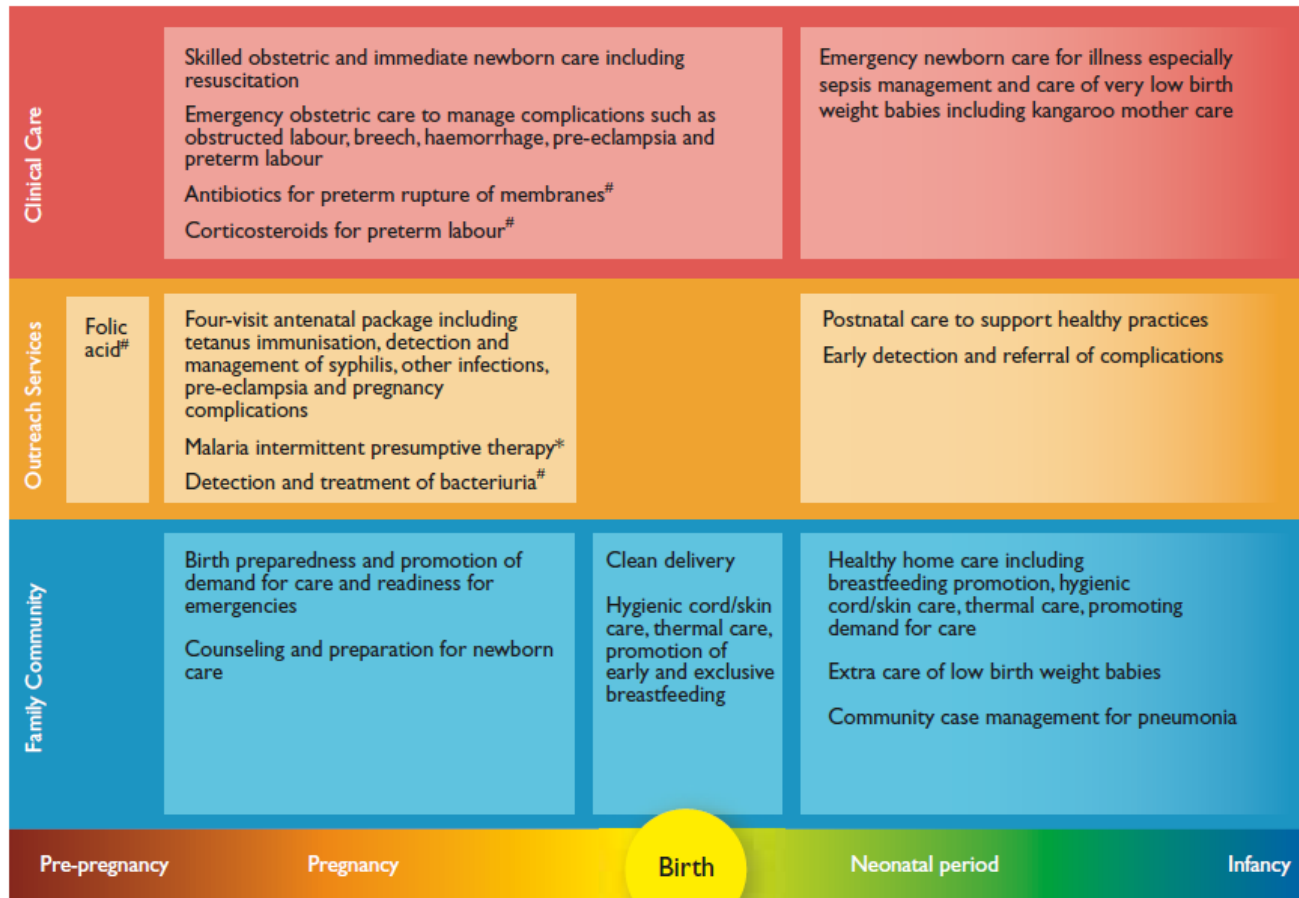 Clinical Care
Skilled obstetric and immediate newborn care including
resuscitation
Emergency obstetric care to manage complications such as
obstructed labour, breech, haemorrhage, pre-eclampsia and
preterm labour
Antibiotics for preterm rupture of membranes#
Corticosteroids for preterm labour#
Emergency newborn care for illness especially
sepsis management and care of very low birth
weight babies including kangaroo mother care
Outreach Services
Folic
acid#
Four-visit antenatal package including
tetanus immunisation, detection and
management of syphilis, other infections,
pre-eclampsia and pregnancy
complications
Malaria intermittent presumptive therapy*
Detection and treatment of bacteriuria#
Postnatal care to support healthy practices
Early detection and referral of complications
Family Community
Birth preparedness and promotion of
demand for care and readiness for
emergencies
Counseling and preparation for newborn
care
Clean delivery
Hygienic cord/skin
care, thermal care,
promotion of
early and exclusive
breastfeeding
Healthy home care including
breastfeeding promotion, hygienic
cord/skin care, thermal care, promoting
demand for care
Extra care of low birth weight babies
Community case management for pneumonia
Pre-pregnancy
Pregnancy
Birth
Neonatal period
Infancy